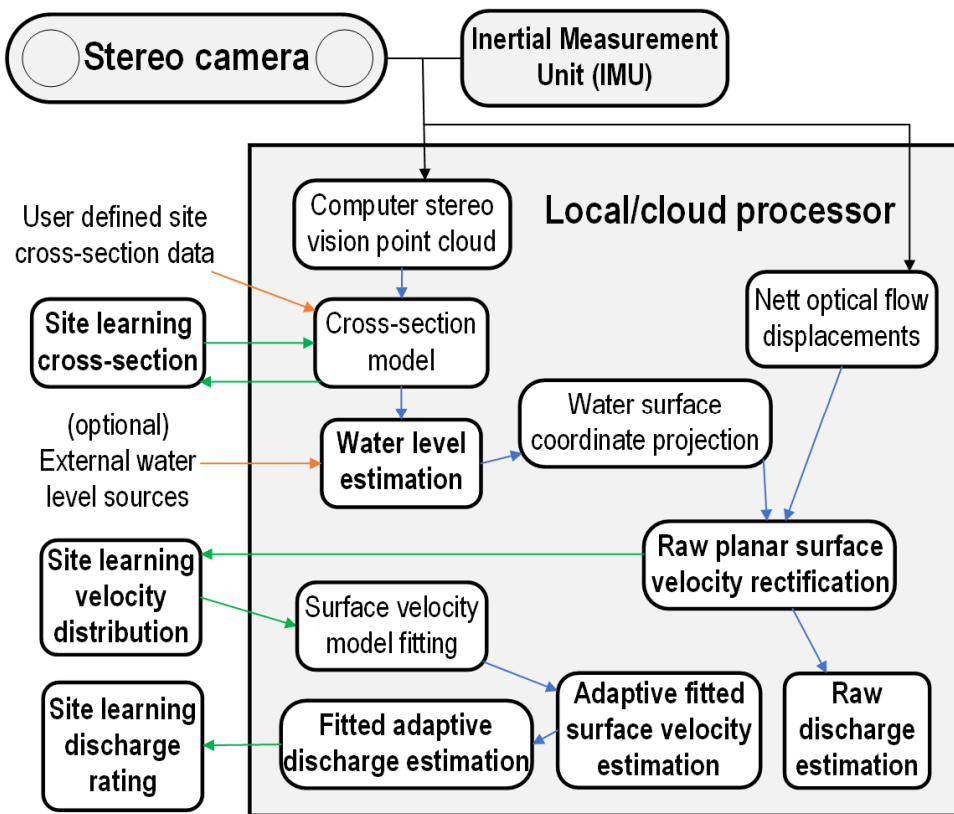 Stereo camera
Inertial Measurement
Unit (IMU)
Local/cloud processor
Computer stereo
vision point cloud
User defined site
cross-section data
Nett optical flow
displacements
Site learning
cross-section
Cross-section
model
(optional)
External water
level sources
Water level
estimation
Water surface
coordinate projection
Raw planar surface
velocity rectification
Site learning
velocity
distribution
Surface velocity
model fitting
Adaptive fitted
surface velocity
estimation
Raw
discharge
estimation
Fitted adaptive
discharge estimation
Site learning
discharge
rating